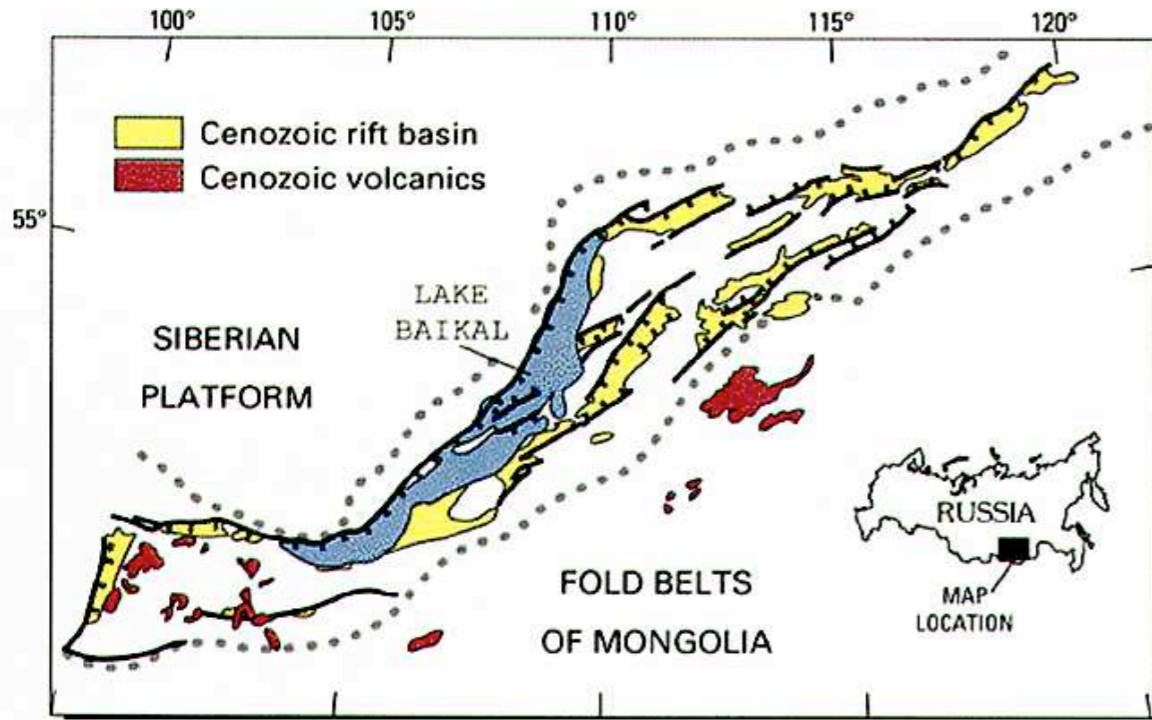 100° 105° 110° 115° 120°
Cenozoic rift basin
Cenozoic volcanics
55°
LAKE
BAIKAL
SIBERIAN
PLATFORM
RUSSIA
MAP
LOCATION
FOLD BELTS
OF MONGOLIA